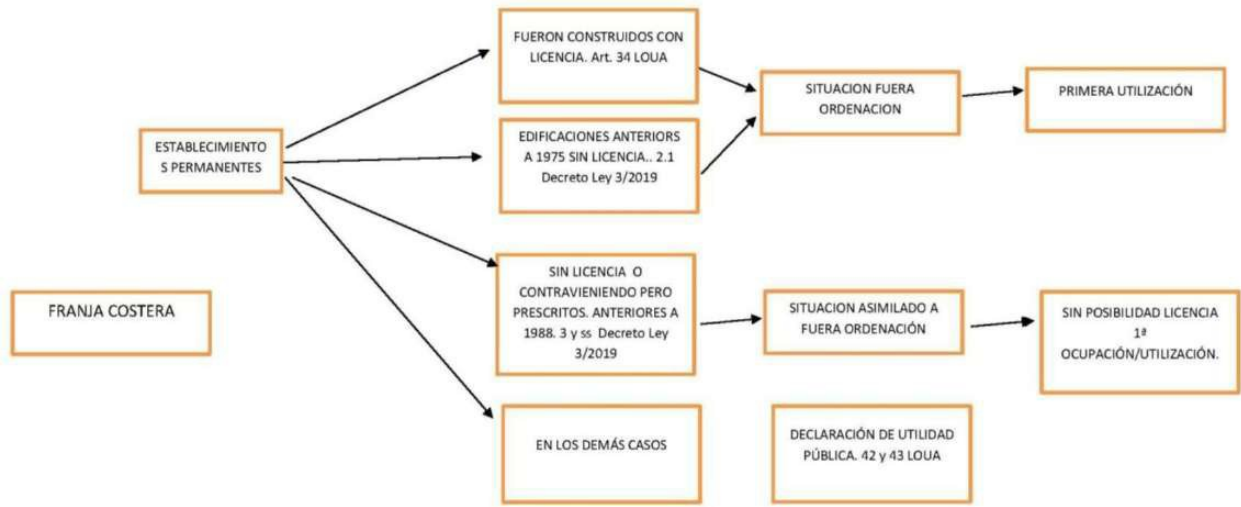 FUERON CONSTRUIDOS CON
LICENCIA. Art. 34 LOUA
SITUACION FUERA
ORDENACION
PRIMERA UTILIZACIÓN
ESTABLECIMIENTO
S PERMANENTES
EDIFICACIONES ANTERIORS
A 1975 SIN LICENCIA.. 2.1
Decreto Ley 3/2019
FRANJA COSTERA
SIN LICENCIA O
CONTRAVIENIENDO PERO
PRESCRITOS. ANTERIORES A
1988. 3 y ss Decreto Ley
3/2019
SITUACION ASIMILADO A
FUERA ORDENACIÓN
SIN POSIBILIDAD LICENCIA
1ª
OCUPACIÓN/UTILIZACIÓN.
EN LOS DEMÁS CASOS
DECLARACIÓN DE UTILIDAD
PÚBLICA. 42 y 43 LOUA